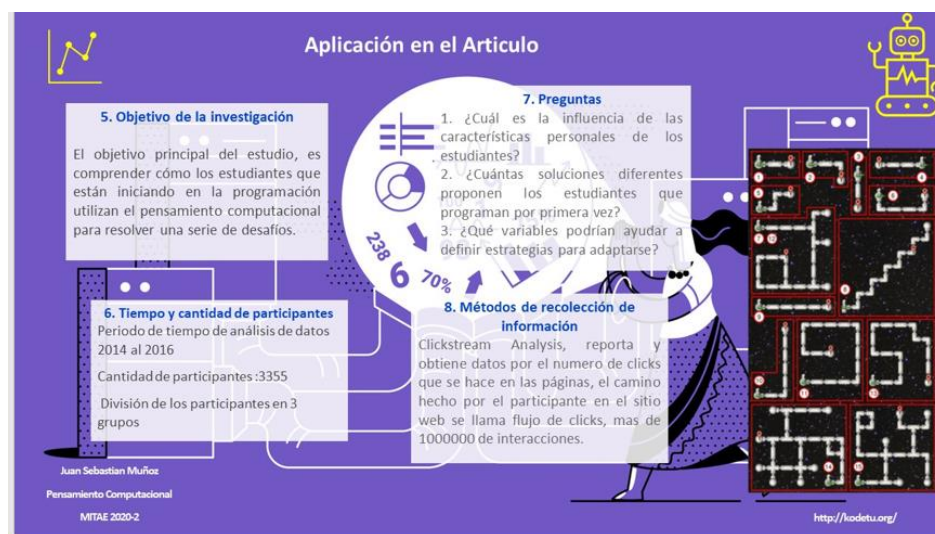 Aplicación en el Articulo
5. Objetivo de la investigación
El objetivo principal del estudio, es
comprender cómo los estudiantes que
están iniciando en la programación
utilizan el pensamiento computacional
para resolver una serie de desafíos.
6. Tiempo y cantidad de participantes
Periodo de tiempo de análisis de datos
2014 al 2016
Cantidad de participantes :3355
División de los participantes en 3
grupos
7. Preguntas
1. ¿Cuál es la influencia de las
características personales de los
estudiantes?
2. ¿Cuántas soluciones diferentes
proponen los estudiantes que
programan por primera vez?
3. ¿Qué variables podrían ayudar a
definir estrategias para adaptarse?
8. Métodos de recolección de
información
Clickstream Analysis, reporta y
obtiene datos por el numero de clicks
que se hace en las páginas, el camino
hecho por el participante en el sitio
web se llama flujo de clicks, mas de
1000000 de interacciones.
238
6
70%
Juan Sebastian Muñoz
Pensamiento Computacional
MITAE 2020-2
http://kodetu.org/